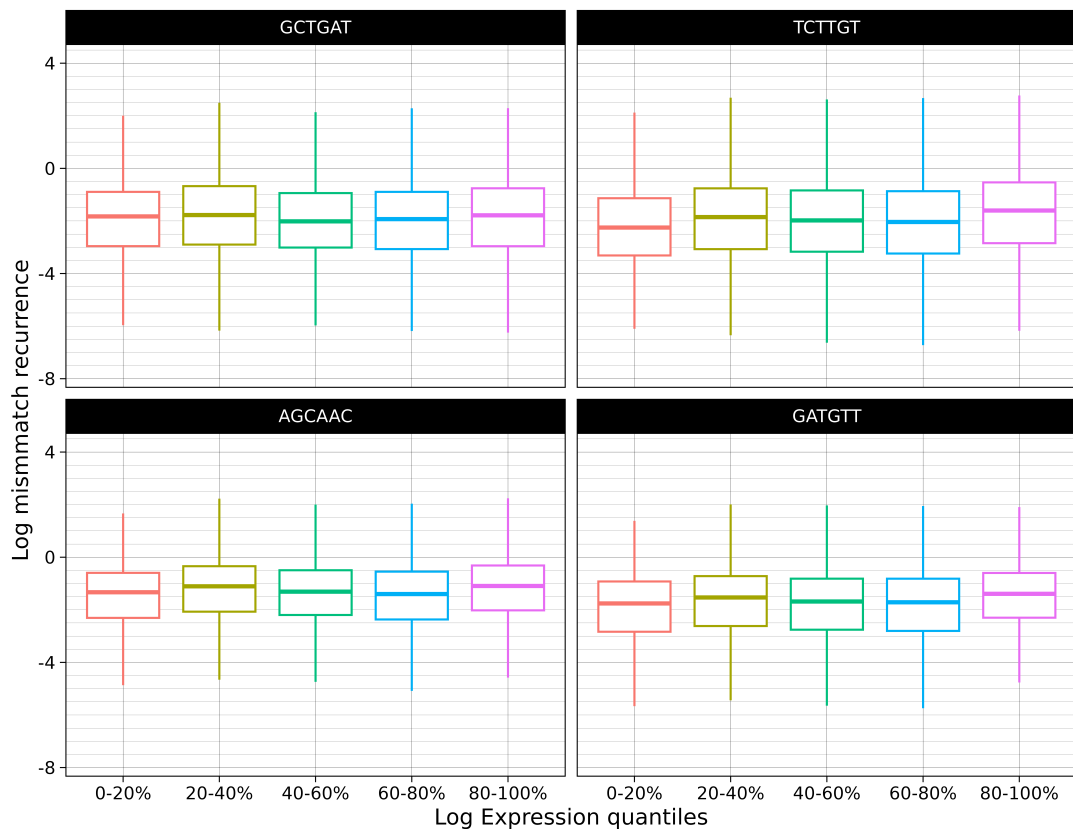 GCTGAT
TCTTGT
4
0
-4
-8
AGCAAC
GATGTT
4
0
-4
-8
Log mismmatch recurrence
0-20% 20-40% 40-60% 60-80% 80-100%
0-20% 20-40% 40-60% 60-80% 80-100%
Log Expression quantiles